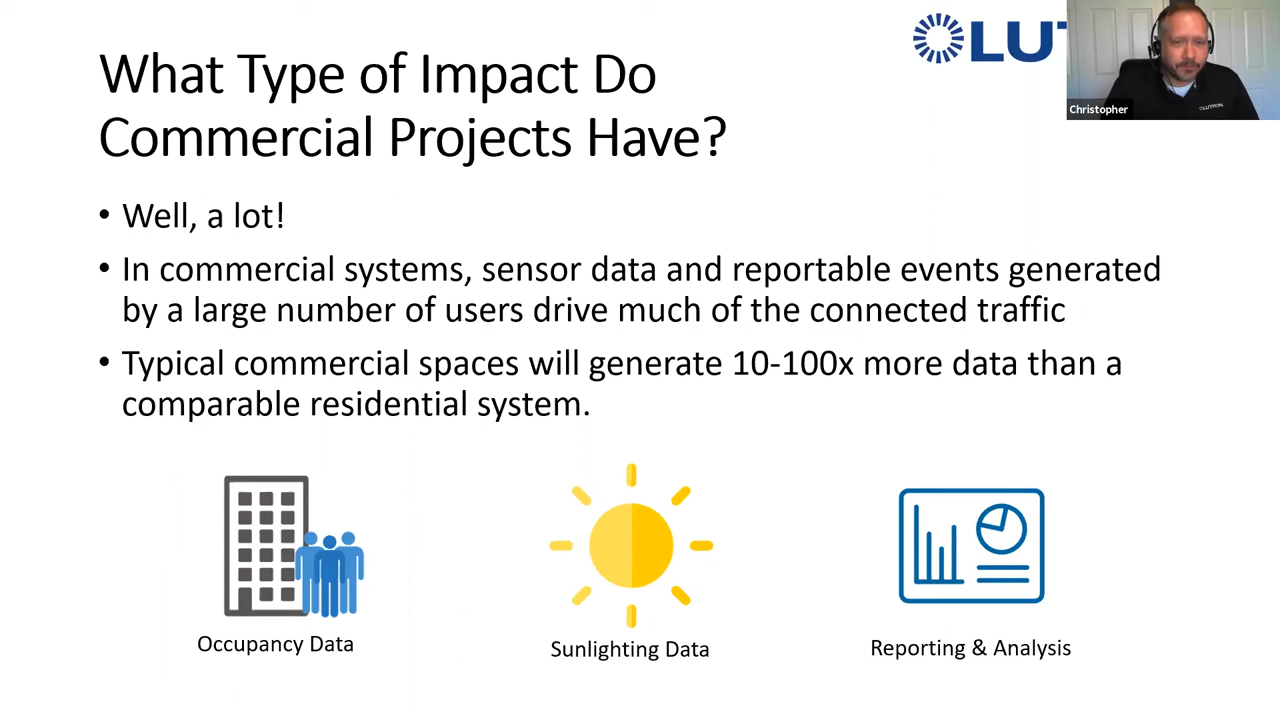 What Type of Impact Do
Commercial Projects Have?
LUT
Christopher
LUTRON
• Well, a lot!
• In commercial systems, sensor data and reportable events generated
by a large number of users drive much of the connected traffic
• Typical commercial spaces will generate 10-100x more data than a
comparable residential system.
Occupancy Data
Sunlighting Data
Reporting & Analysis